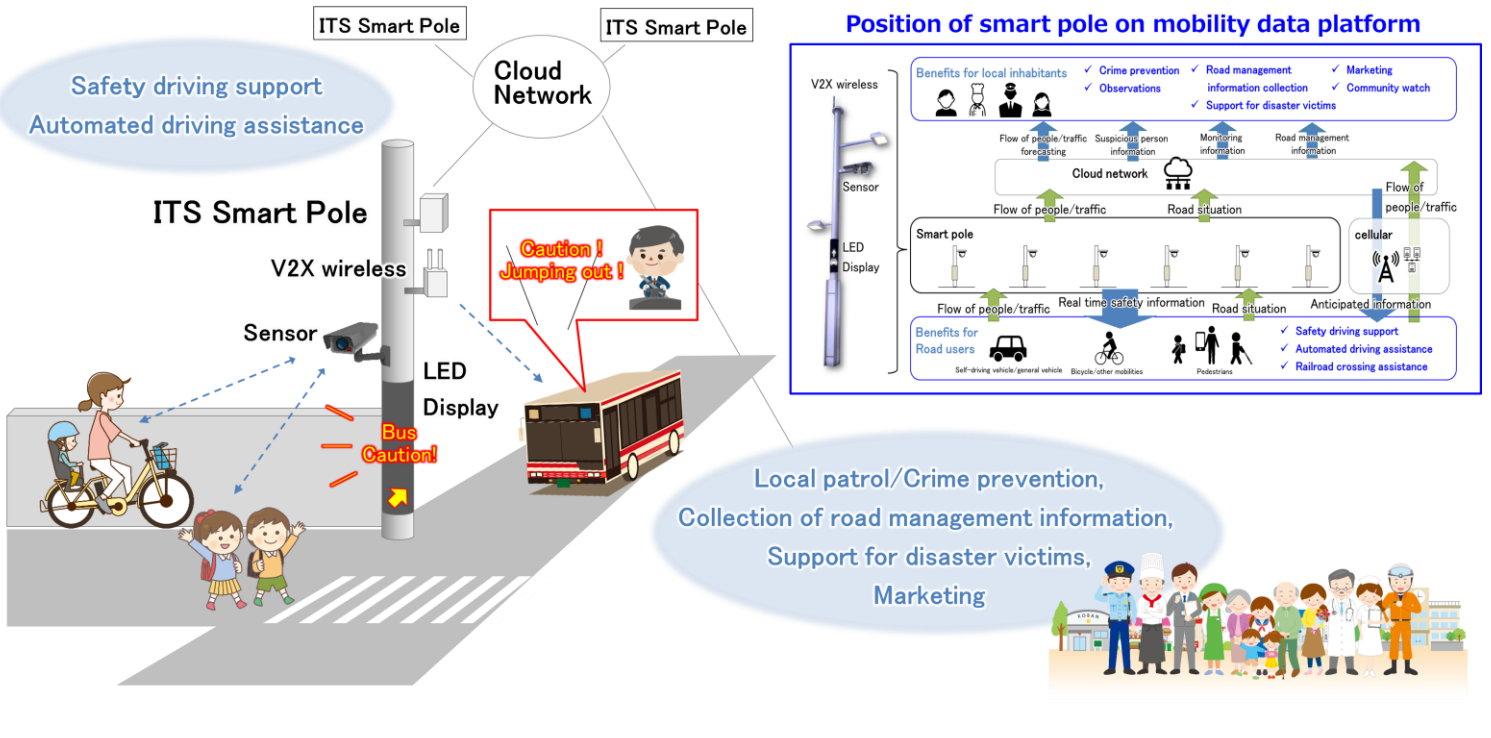 ITS Smart Pole
ITS Smart Pole
Cloud
Network
Safety driving support
Automated driving assistance
ITS Smart Pole
V2X wireless
Sensor
LED
Display
Caution !
Jumping out !
Bus
Caution!
Local patrol/Crime prevention,
Collection of road management information,
Support for disaster victims,
Marketing
KOBAN
Position of smart pole on mobility data platform
V2X wireless
Sensor
LED
Display
Benefits for local inhabitants
✓ Crime prevention
✓ Observations
✓ Road management
information collection
✓ Support for disaster victims
✓ Marketing
✓ Community watch
Flow of people/traffic
forecasting
Suspicious person
information
Monitoring
information
Road management
information
Cloud network
Flow of people/traffic
Road situation
Flow of
people/traffic
Smart pole
cellular
Flow of people/traffic
Real time safety information
Road situation
Anticipated information
Benefits for
Road users
Self-driving vehicle/general vehicle
Bicycle/other mobilities
Pedestrians
✓ Safety driving support
✓ Automated driving assistance
✓ Railroad crossing assistance